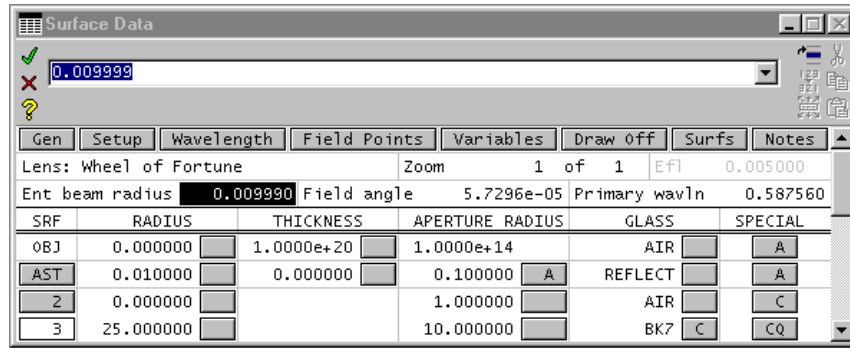 Surface Data
0.009999
Gen Setup Wavelength Field Points Variables Draw Off Surfs Notes
Lens: Wheel of Fortune Zoom 1 of 1 Efl 0.005000
Ent beam radius 0.009990 Field angle 5.7296e-05 Primary wavln 0.587560
SRF RADIUS THICKNESS APERTURE RADIUS GLASS SPECIAL
OBJ 0.000000 1.0000e+20 1.0000e+14 AIR A
AST 0.010000 0.000000 0.100000 A REFLECT A
2 0.000000 1.000000 AIR C
3 25.000000 10.000000 BK7 C CQ